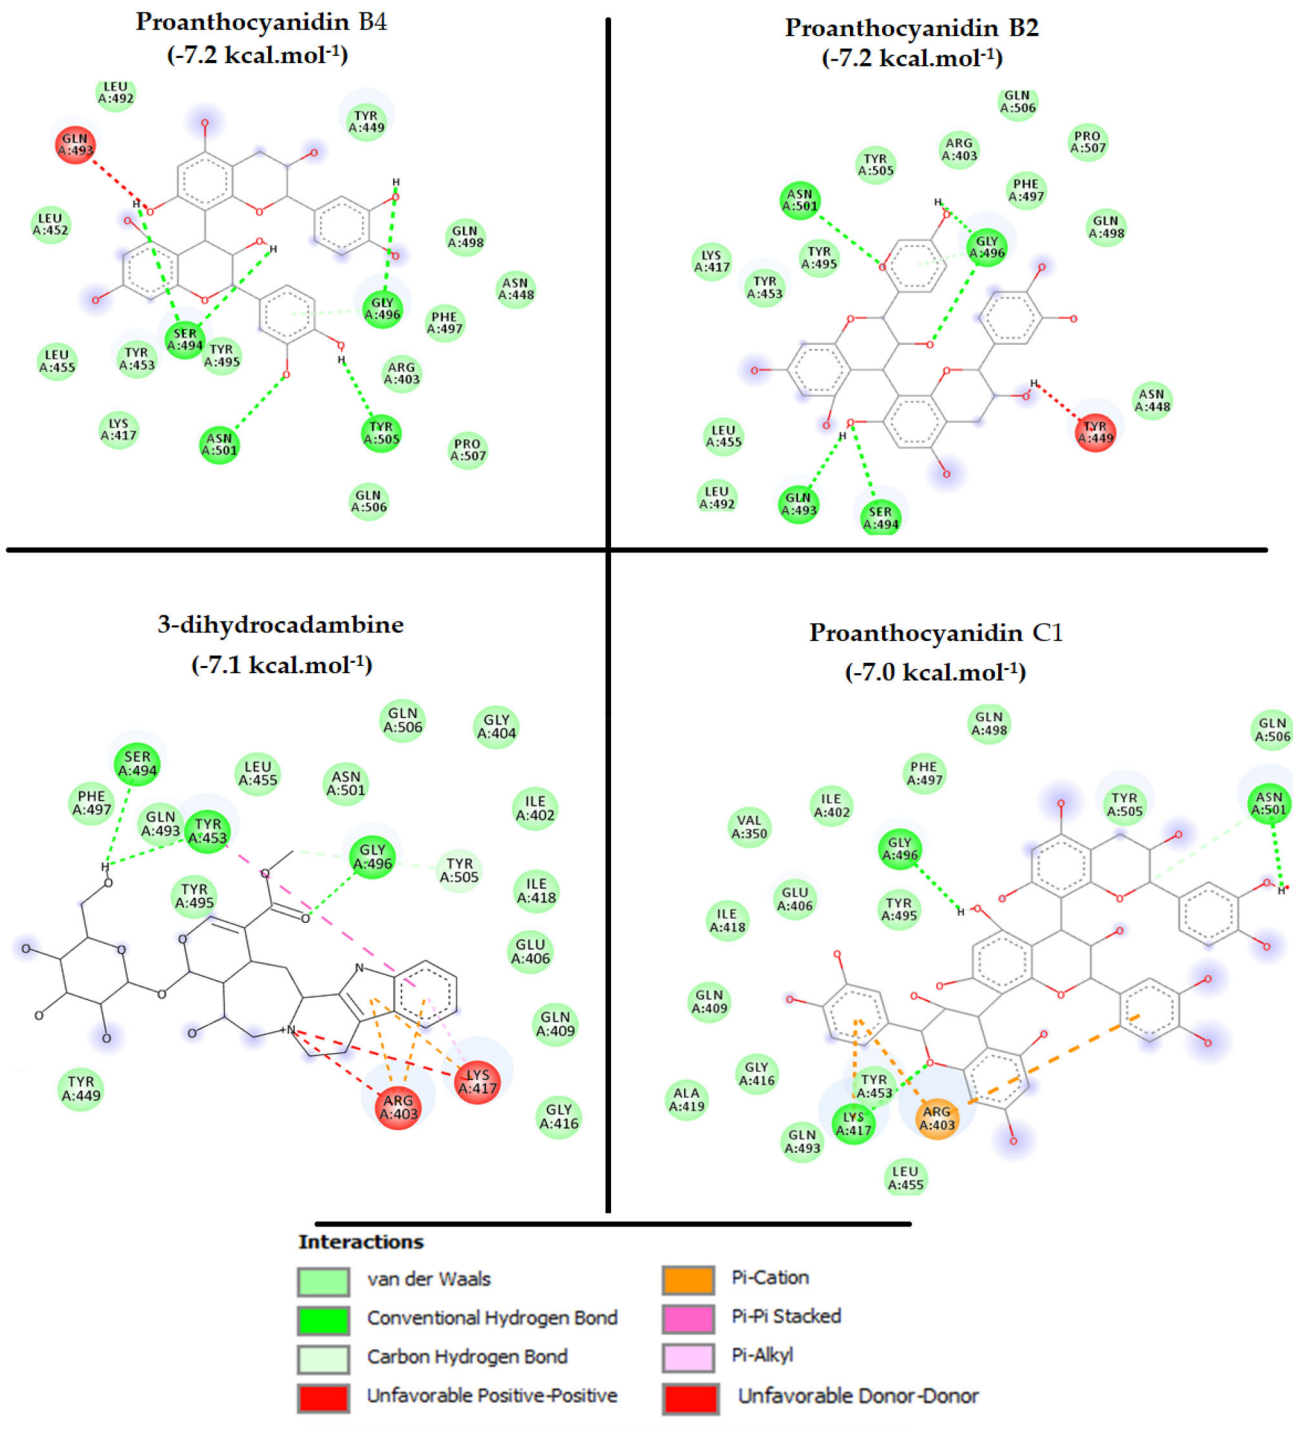 Proanthocyanidin B4
(-7.2 kcal.mol-1)
LEU
A:492
TYR
A:449
GLN
A:493
LEU
A:452
GLN
A:498
ASN
A:448
GLY
A:496
PHE
A:497
SER
A:494
TYR
A:453
TYR
A:495
LEU
A:455
ARG
A:403
LYS
A:417
ASN
A:501
TYR
A:505
PRO
A:507
GLN
A:506
Proanthocyanidin B2
(-7.2 kcal.mol-1)
GLN
A:506
PRO
A:507
ARG
A:403
TYR
A:505
PHE
A:497
ASN
A:501
GLN
A:498
GLY
A:496
LYS
A:417
TYR
A:495
TYR
A:453
ASN
A:448
TYR
A:449
LEU
A:455
LEU
A:492
GLN
A:493
SER
A:494
3-dihydrocadambine
(-7.1 kcal.mol-1)
GLN
A:506
GLY
A:404
SER
A:494
LEU
A:455
ASN
A:501
PHE
A:497
GLN
A:493
TYR
A:453
ILE
A:402
GLY
A:496
TYR
A:505
TYR
A:495
ILE
A:418
GLU
A:406
GLN
A:409
N
+N
LYS
A:417
ARG
A:403
TYR
A:449
GLY
A:416
Proanthocyanidin C1
(-7.0 kcal.mol-1)
GLN
A:498
GLN
A:506
PHE
A:497
ILE
A:402
TYR
A:505
ASN
A:501
VAL
A:350
GLY
A:496
GLU
A:406
TYR
A:495
ILE
A:418
GLN
A:409
GLY
A:416
TYR
A:453
ALA
A:419
LYS
A:417
ARG
A:403
GLN
A:493
LEU
A:455
Interactions
van der Waals
Conventional Hydrogen Bond
Carbon Hydrogen Bond
Unfavorable Positive-Positive
Pi-Cation
Pi-Pi Stacked
Pi-Alkyl
Unfavorable Donor-Donor